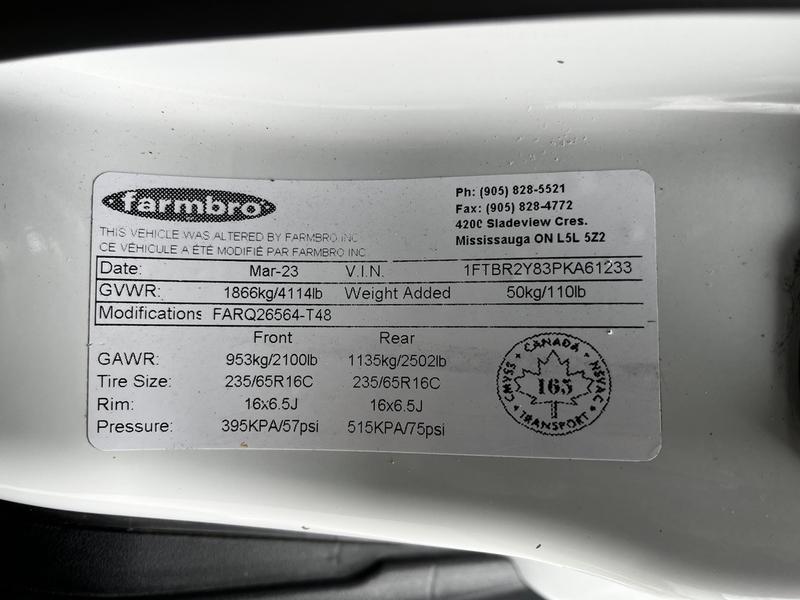 farmbro
Ph: (905) 828-5521
Fax: (905) 828-4772
4200 Sladeview Cres.
Mississauga ON L5L 5Z2
THIS VEHICLE WAS ALTERED BY FARMBRO INC
CE VÉHICULE A ÉTÉ MODIFIÉ PAR FARMBRO INC
Date: Mar-23 V.I.N. 1FTBR2Y83PKA61233
GVWR: 1866kg/4114lb Weight Added 50kg/110lb
Modifications FARQ26564-T48
Front Rear
GAWR: 953kg/2100lb 1135kg/2502lb
Tire Size: 235/65R16C 235/65R16C
Rim: 16x6.5J 16x6.5J
Pressure: 395KPA/57psi 515KPA/75psi
CANADA
CMVSS 165 NSVAC
TRANSPORT